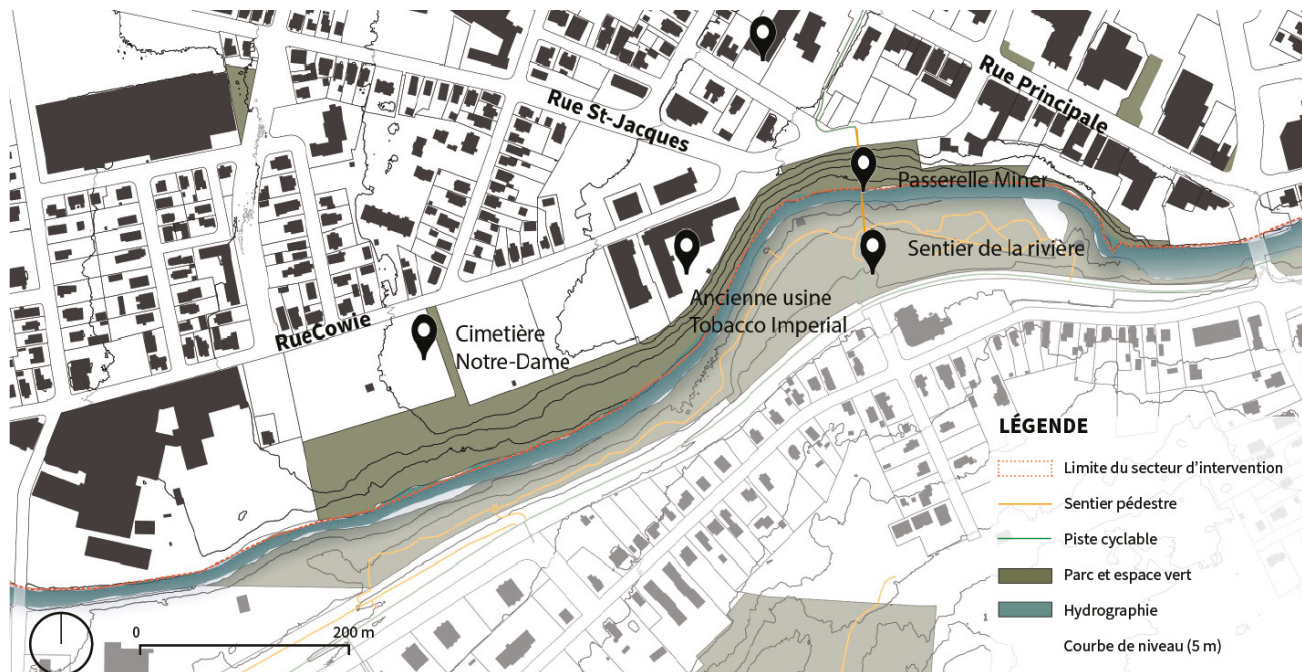 Rue Principale
Rue St-Jacques
Passerelle Miner
Sentier de la rivière
Ancienne usine
Tobacco Imperial
RueCowie
Cimetière
Notre-Dame
LÉGENDE
Limite du secteur d'intervention
Sentier pédestre
Piste cyclable
Parc et espace vert
Hydrographie
Courbe de niveau (5 m)
0
200 m